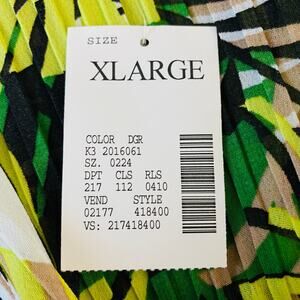 SIZE
XLARGE
COLOR DGR
K3 2016061
SZ. 0224
DPT CLS RLS
217 112 0410
VEND STYLE
02177 418400
VS: 217418400